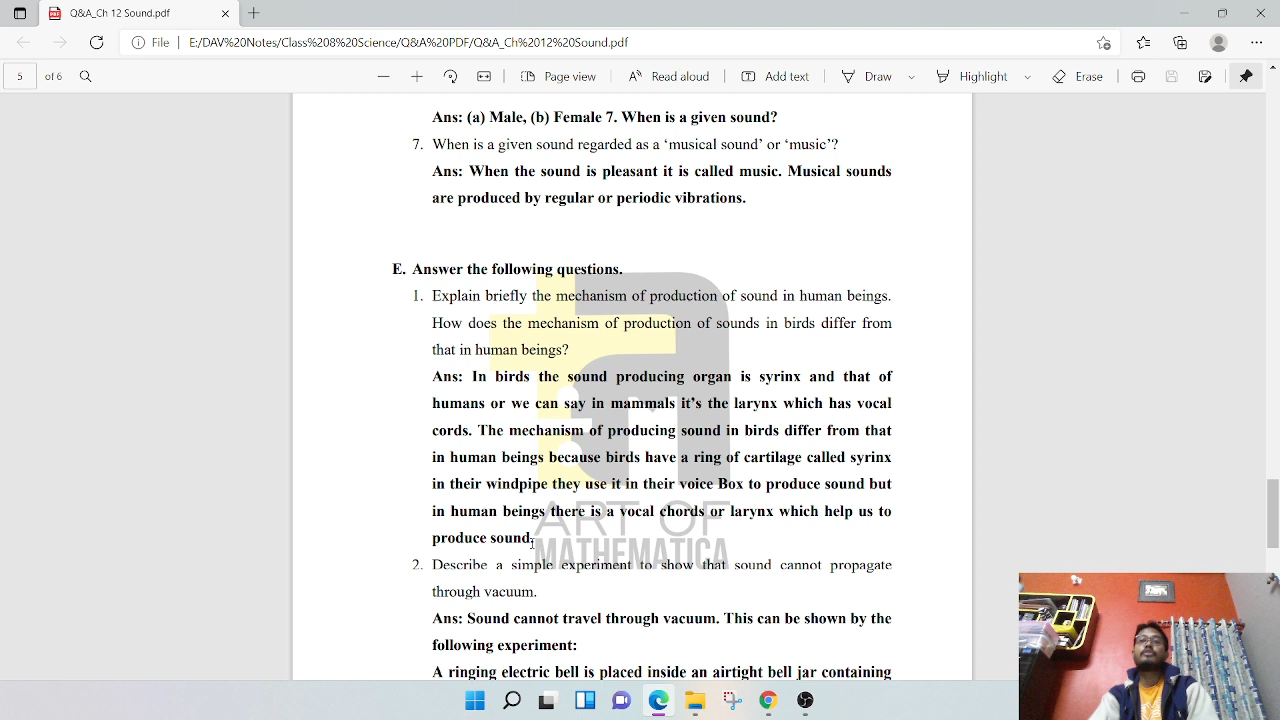 Q&A_Ch 12 Sound.pdf
File | E:/DAV%20Notes/Class%208%20Science/Q&A%20PDF/Q&A_Ch%2012%20Sound.pdf
5 of 6 Page view Read aloud Add text Draw Highlight Erase
Ans: (a) Male, (b) Female 7. When is a given sound?
7. When is a given sound regarded as a ‘musical sound’ or ‘music’?
Ans: When the sound is pleasant it is called music. Musical sounds
are produced by regular or periodic vibrations.
E. Answer the following questions.
1. Explain briefly the mechanism of production of sound in human beings.
How does the mechanism of production of sounds in birds differ from
that in human beings?
Ans: In birds the sound producing organ is syrinx and that of
humans or we can say in mammals it’s the larynx which has vocal
cords. The mechanism of producing sound in birds differ from that
in human beings because birds have a ring of cartilage called syrinx
in their windpipe they use it in their voice Box to produce sound but
in human beings there is a vocal chords or larynx which help us to
produce sound.
ART OF
MATHEMATICA
2. Describe a simple experiment to show that sound cannot propagate
through vacuum.
Ans: Sound cannot travel through vacuum. This can be shown by the
following experiment:
A ringing electric bell is placed inside an airtight bell jar containing